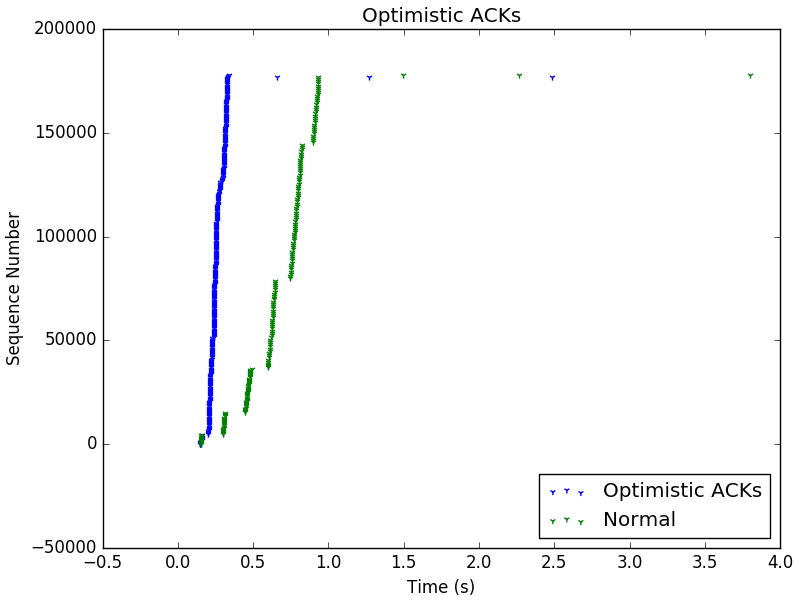 Optimistic ACKs
200000
150000
100000
50000
0
−50000
Sequence Number
−0.5 0.0 0.5 1.0 1.5 2.0 2.5 3.0 3.5 4.0
Time (s)
Optimistic ACKs
Normal